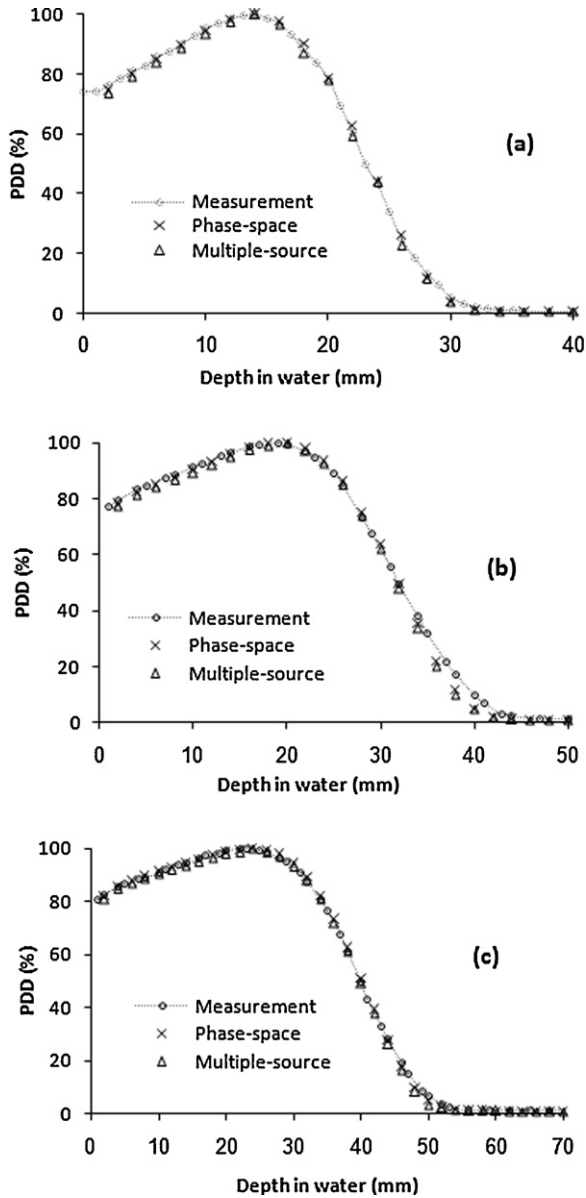 100
80
60
40
20
0
PDD (%)
(a)
Measurement
Phase-space
Multiple-source
0 10 20 30 40
Depth in water (mm)
100
80
60
40
20
0
PDD (%)
(b)
Measurement
Phase-space
Multiple-source
0 10 20 30 40 50
Depth in water (mm)
100
80
60
40
20
0
PDD (%)
(c)
Measurement
Phase-space
Multiple-source
0 10 20 30 40 50 60 70
Depth in water (mm)